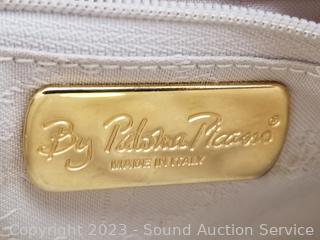 By Paloma Picasso®
MADE IN ITALY
Copyright 2023 - Sound Auction Service